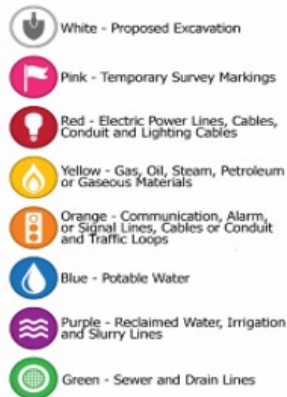 White - Proposed Excavation
Pink - Temporary Survey Markings
Red - Electric Power Lines, Cables,
Conduit and Lighting Cables
Yellow - Gas, Oil, Steam, Petroleum
or Gaseous Materials
Orange - Communication, Alarm,
or Signal Lines, Cables or Conduit
and Traffic Loops
Blue - Potable Water
Purple - Reclaimed Water, Irrigation
and Slurry Lines
Green - Sewer and Drain Lines